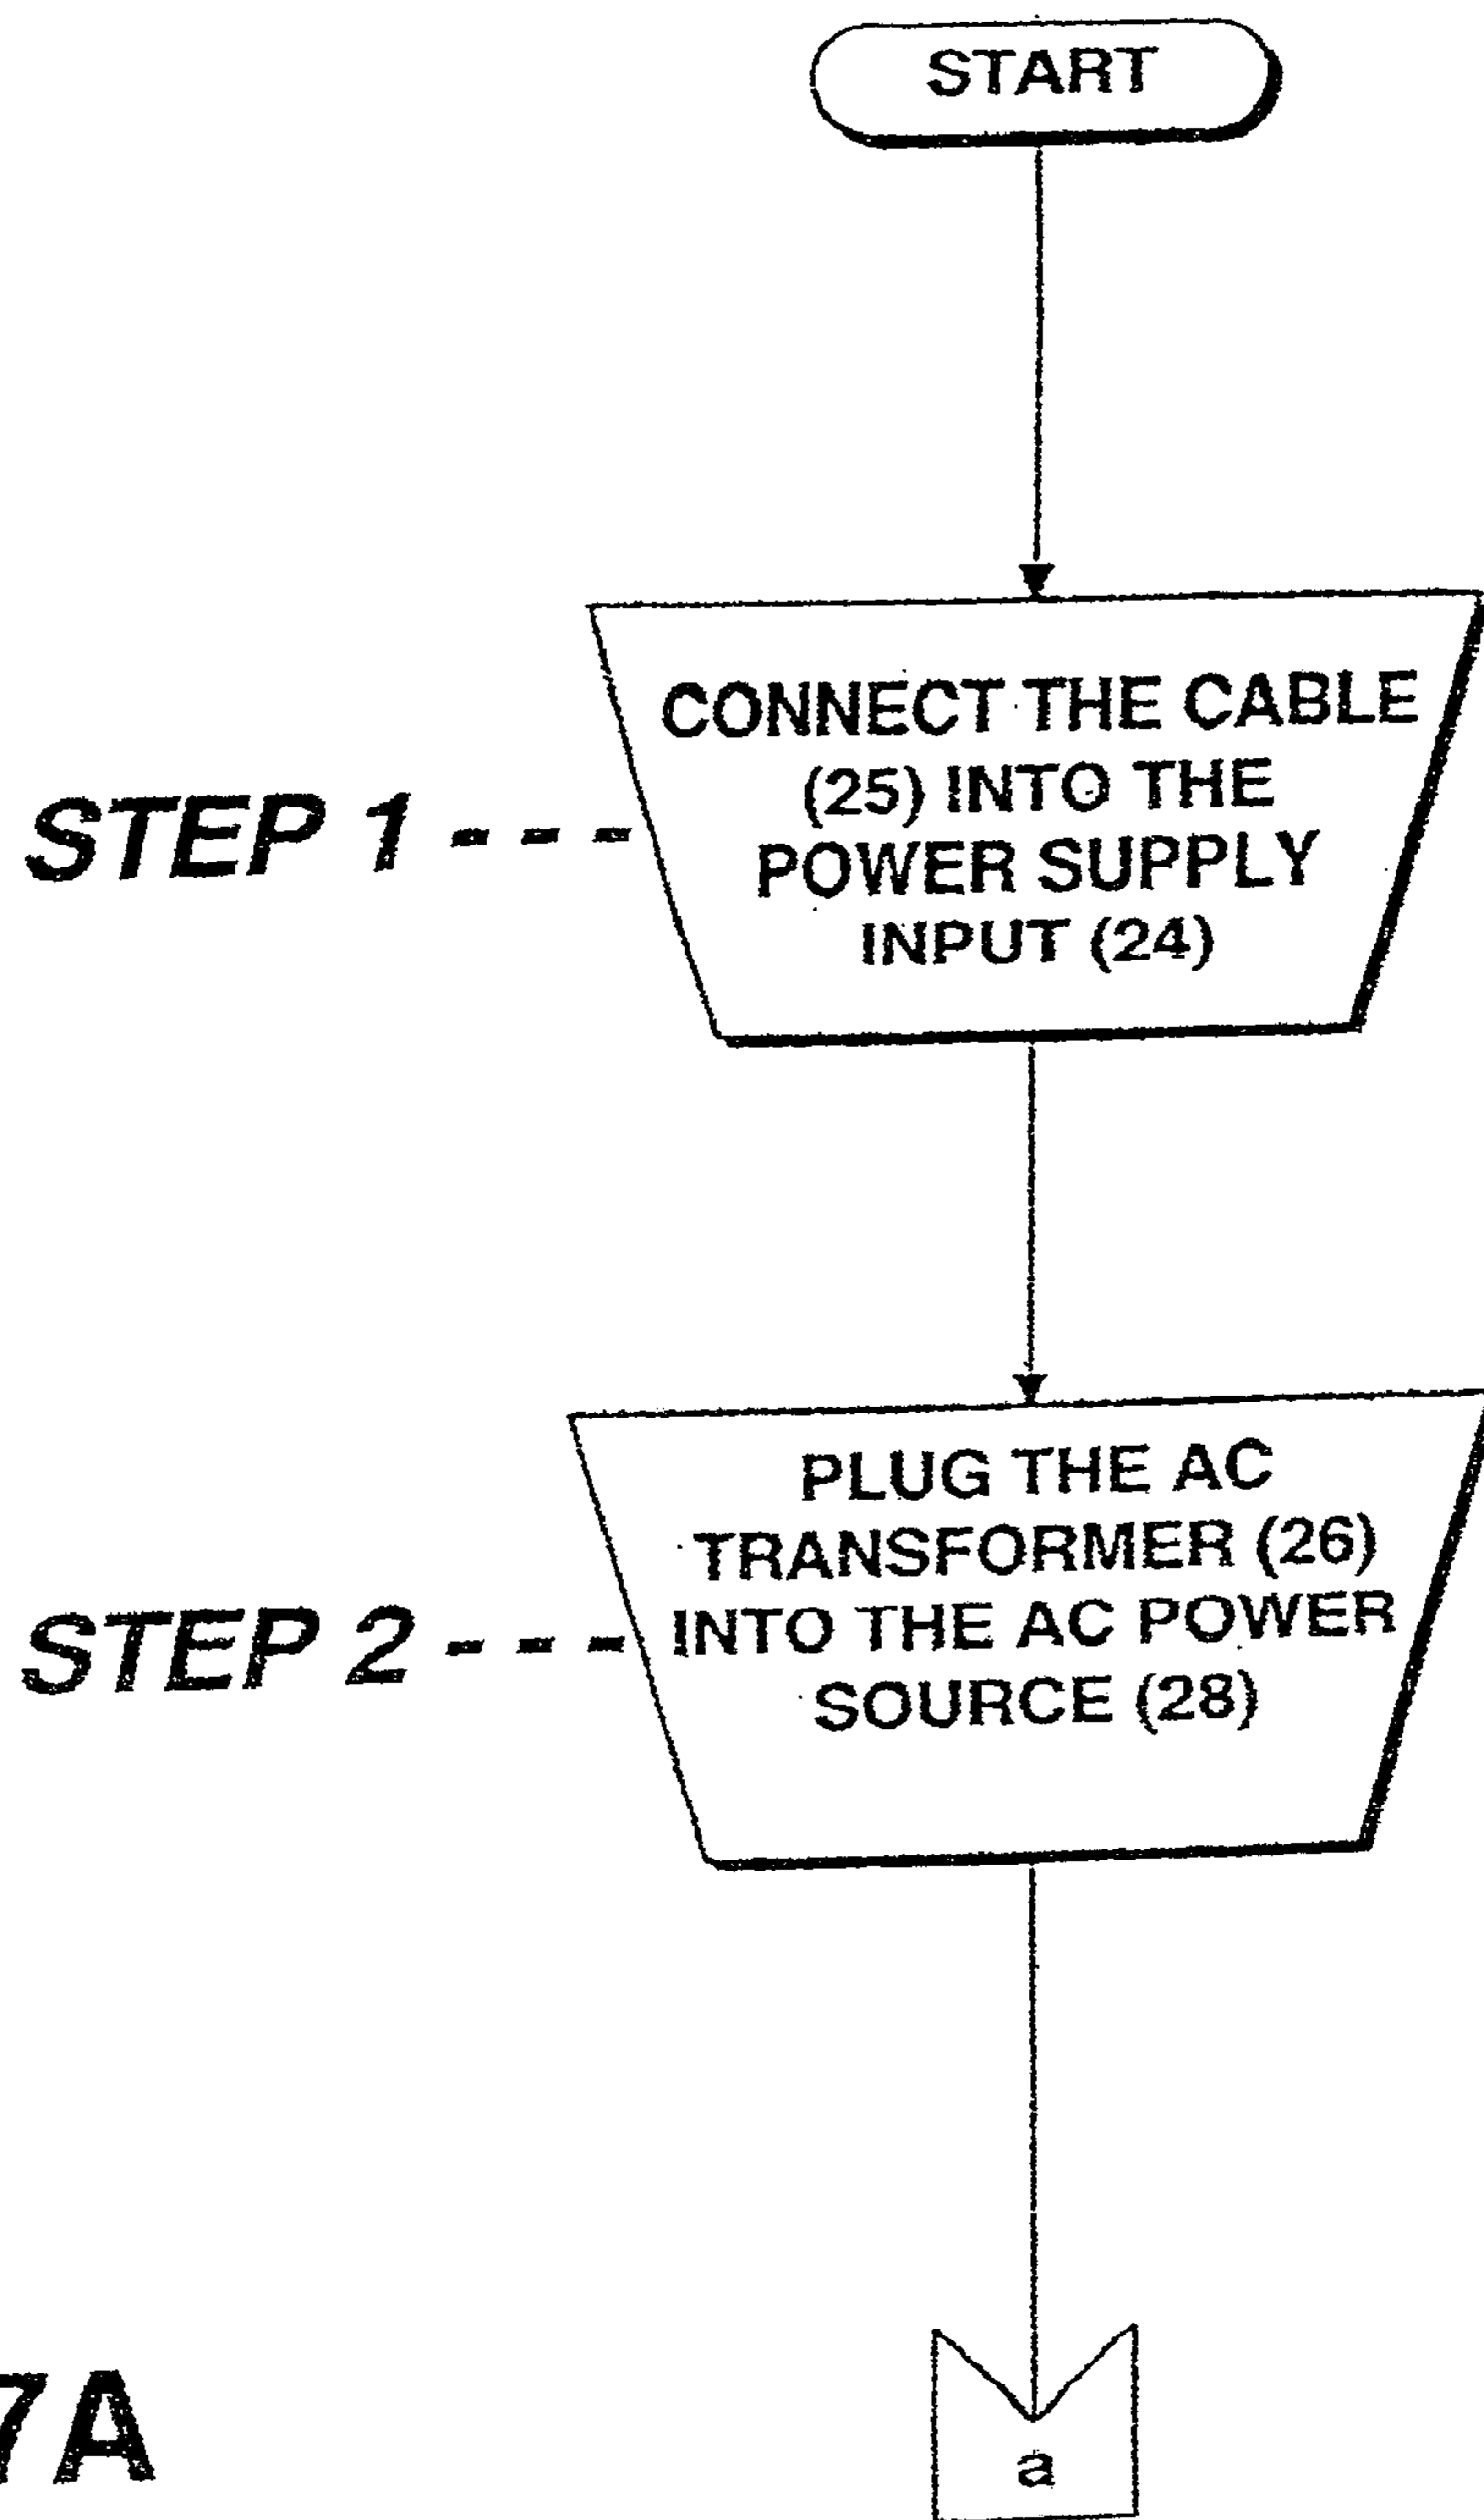 START
CONNECT THE CABLE
(25) INTO THE
POWER SUPPLY
INPUT (24)
STEP 1 - - -
PLUG THE AC
TRANSFORMER (26)
INTO THE AC POWER
SOURCE (28)
STEP 2 - - -
7A
a